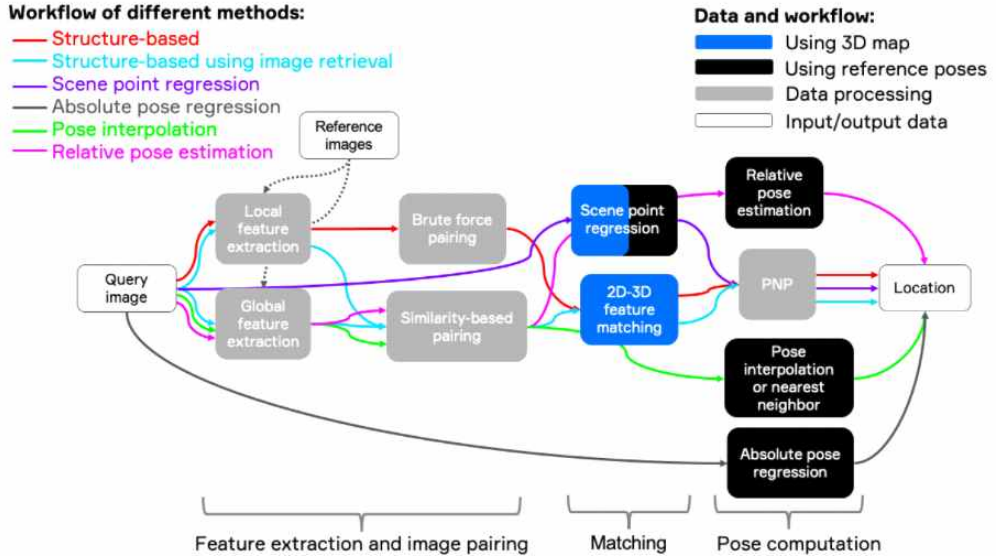 Workflow of different methods:
Structure-based
Structure-based using image retrieval
Scene point regression
Absolute pose regression
Pose interpolation
Relative pose estimation
Data and workflow:
Using 3D map
Using reference poses
Data processing
Input/output data
Reference
images
Local
feature
extraction
Brute force
pairing
Scene point
regression
Relative
pose
estimation
Query
image
Global
feature
extraction
Similarity-based
pairing
2D-3D
feature
matching
PNP
Location
Pose
interpolation
or nearest
neighbor
Absolute pose
regression
Feature extraction and image pairing
Matching
Pose computation